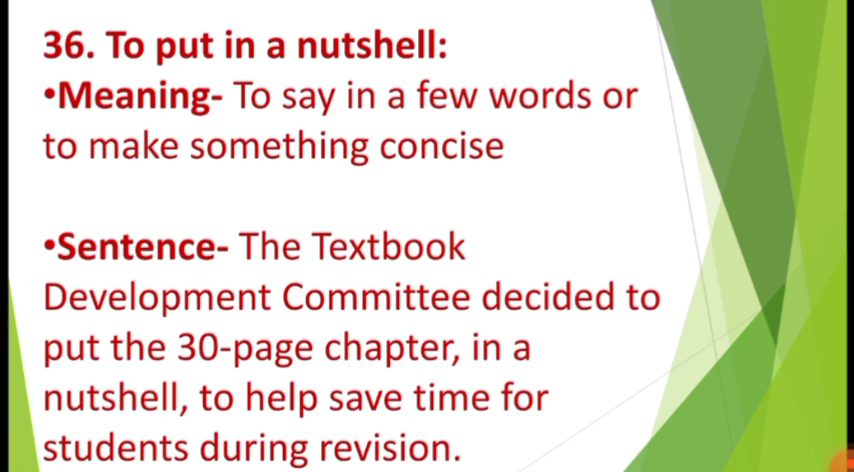 36. To put in a nutshell:
•Meaning- To say in a few words or
to make something concise
•Sentence- The Textbook
Development Committee decided to
put the 30-page chapter, in a
nutshell, to help save time for
students during revision.